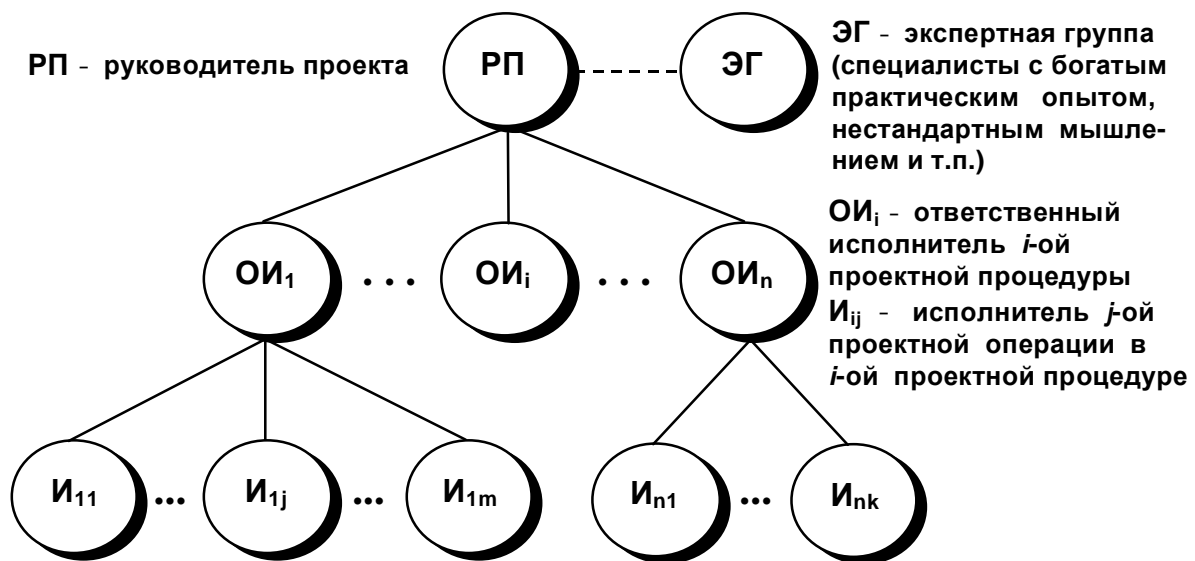 РП - руководитель проекта
РП
ЭГ
ЭГ - экспертная группа
(специалисты с богатым
практическим опытом,
нестандартным мышле-
нием и т.п.)
ОИ₁ . . . ОИᵢ . . . ОИₙ
ОИᵢ - ответственный
исполнитель i-ой
проектной процедуры
Иᵢⱼ - исполнитель j-ой
проектной операции в
i-ой проектной процедуре
И₁₁ ... И₁ⱼ ... И₁ₘ Иₙ₁ ... Иₙₖ